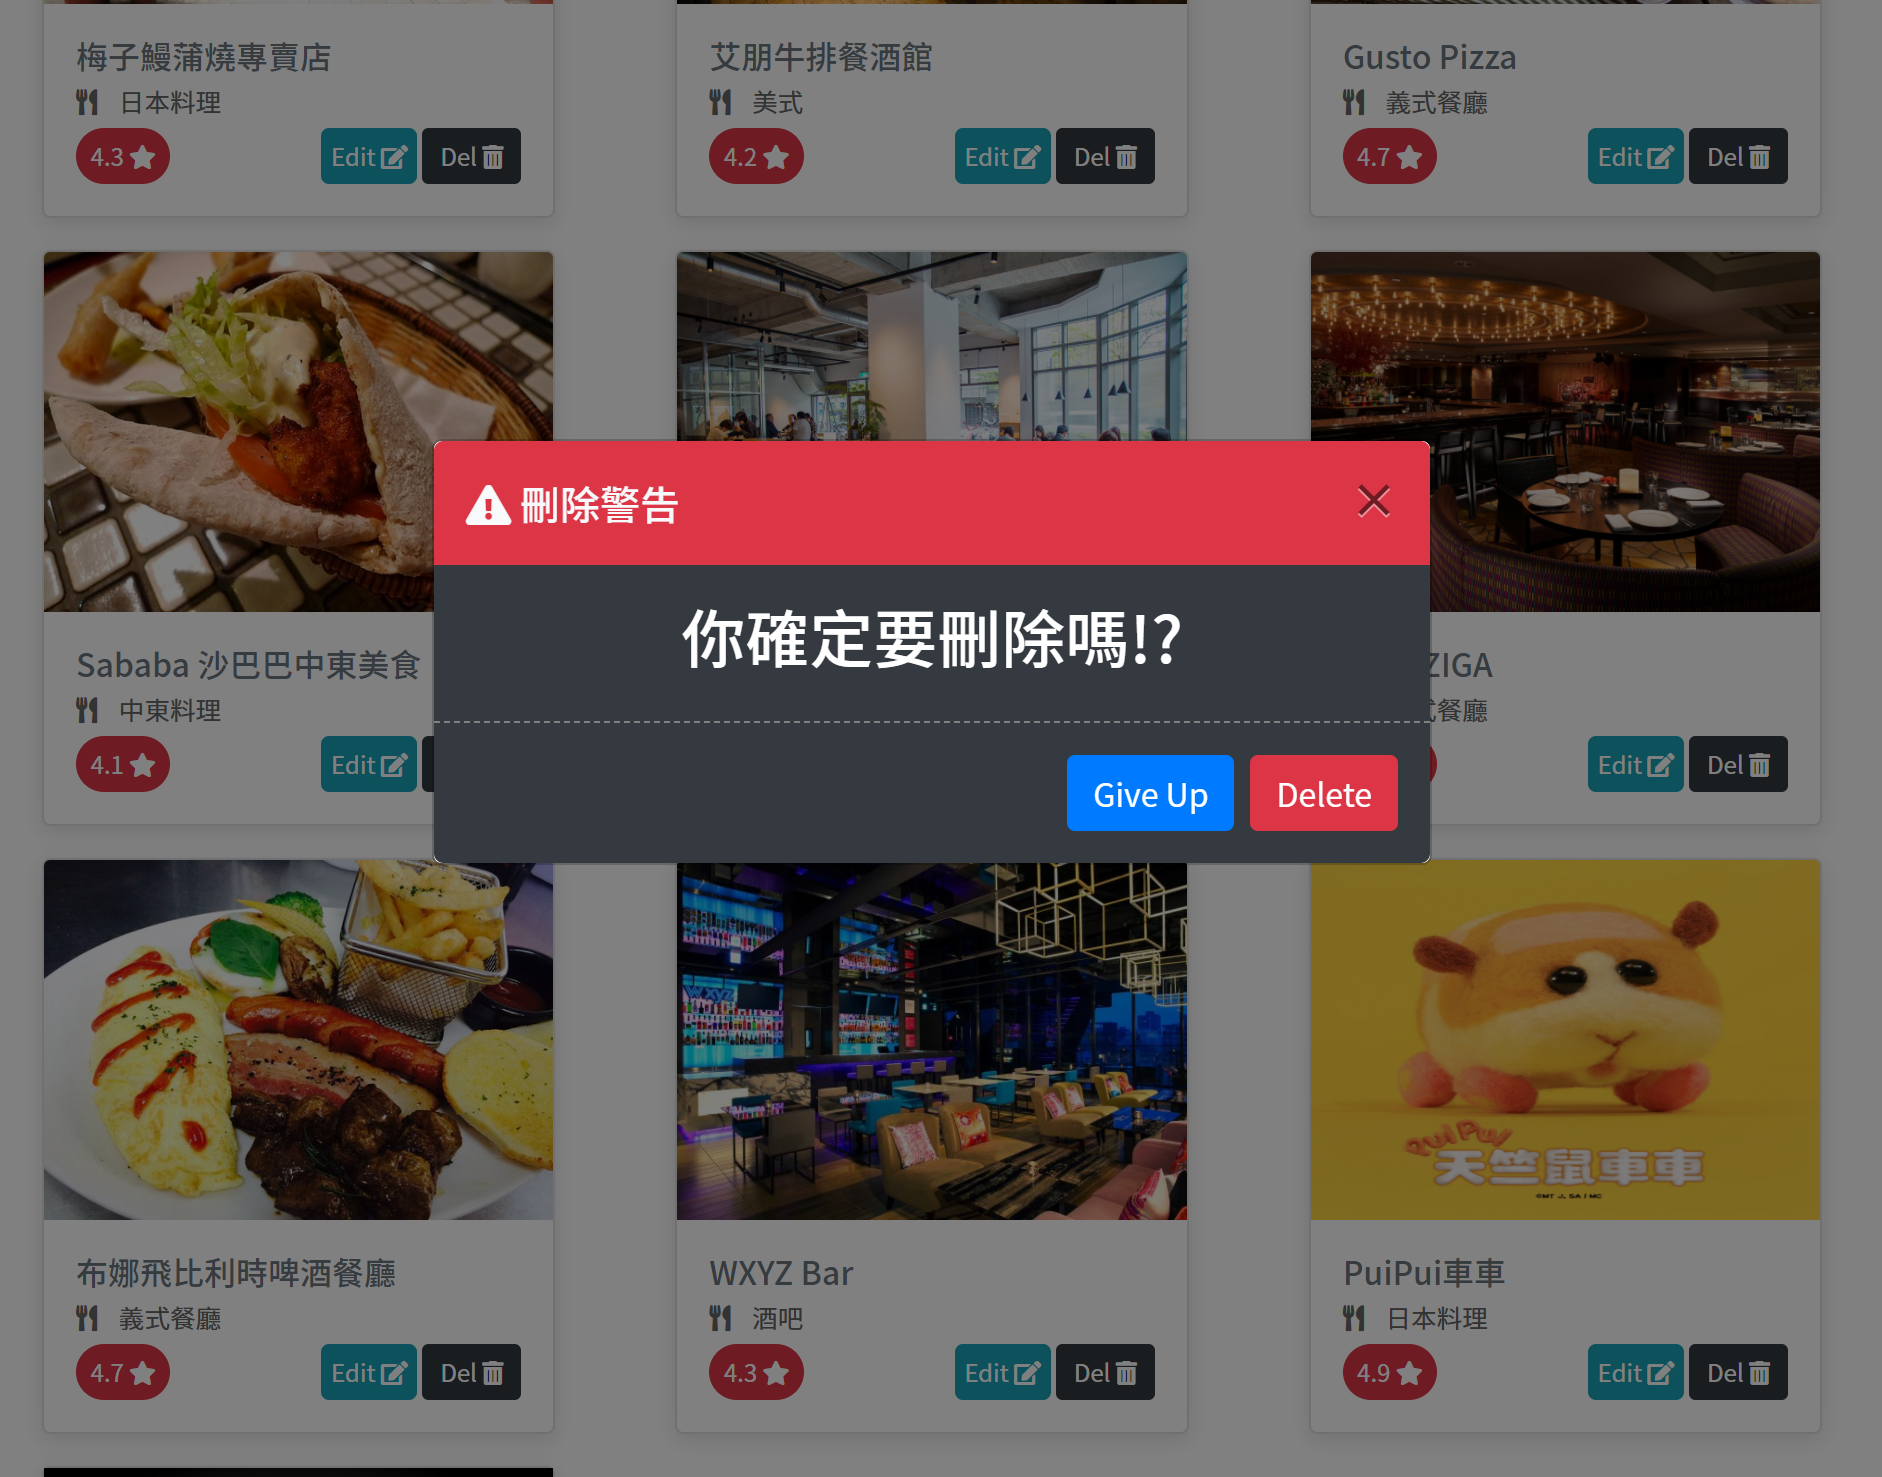 梅子鰻蒲燒專賣店
日本料理
4.3 Edit Del
艾朋牛排餐酒館
美式
4.2 Edit Del
Gusto Pizza
義式餐廳
4.7 Edit Del
刪除警告
你確定要刪除嗎!?
Give Up Delete
Sababa 沙巴巴中東美食
中東料理
4.1 Edit
ZIGA
餐廳
Edit Del
WXYZ
PuiPui
天竺鼠車車
布娜飛比利時啤酒餐廳
義式餐廳
4.7 Edit Del
WXYZ Bar
酒吧
4.3 Edit Del
PuiPui車車
日本料理
4.9 Edit Del